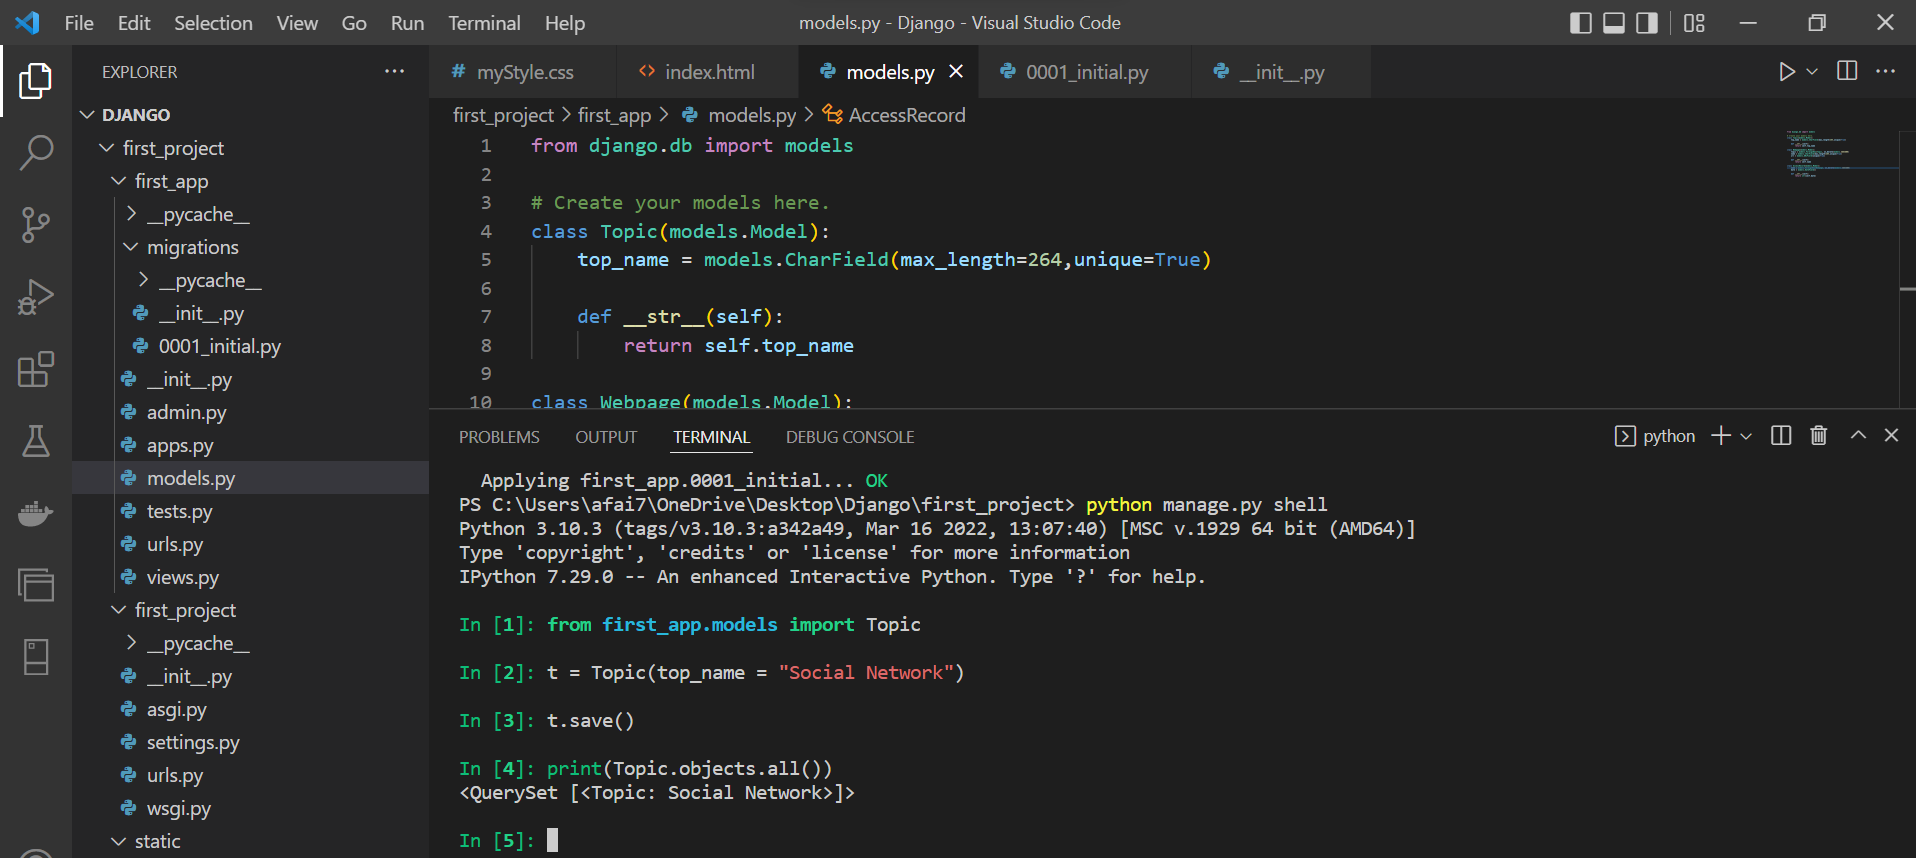 File Edit Selection View Go Run Terminal Help models.py - Django - Visual Studio Code
EXPLORER
DJANGO
first_project
first_app
__pycache__
migrations
__pycache__
__init__.py
0001_initial.py
__init__.py
admin.py
apps.py
models.py
tests.py
urls.py
views.py
first_project
__pycache__
__init__.py
asgi.py
settings.py
urls.py
wsgi.py
static
# myStyle.css <> index.html models.py 0001_initial.py __init__.py
first_project > first_app > models.py > AccessRecord
1 from django.db import models
2
3 # Create your models here.
4 class Topic(models.Model):
5 top_name = models.CharField(max_length=264,unique=True)
6
7 def __str__(self):
8 return self.top_name
9
10 class Webpage(models.Model):
PROBLEMS OUTPUT TERMINAL DEBUG CONSOLE python
Applying first_app.0001_initial... OK
PS C:\Users\afai7\OneDrive\Desktop\Django\first_project> python manage.py shell
Python 3.10.3 (tags/v3.10.3:a342a49, Mar 16 2022, 13:07:40) [MSC v.1929 64 bit (AMD64)]
Type 'copyright', 'credits' or 'license' for more information
IPython 7.29.0 -- An enhanced Interactive Python. Type '?' for help.
In [1]: from first_app.models import Topic
In [2]: t = Topic(top_name = "Social Network")
In [3]: t.save()
In [4]: print(Topic.objects.all())
<QuerySet [<Topic: Social Network>]>
In [5]: